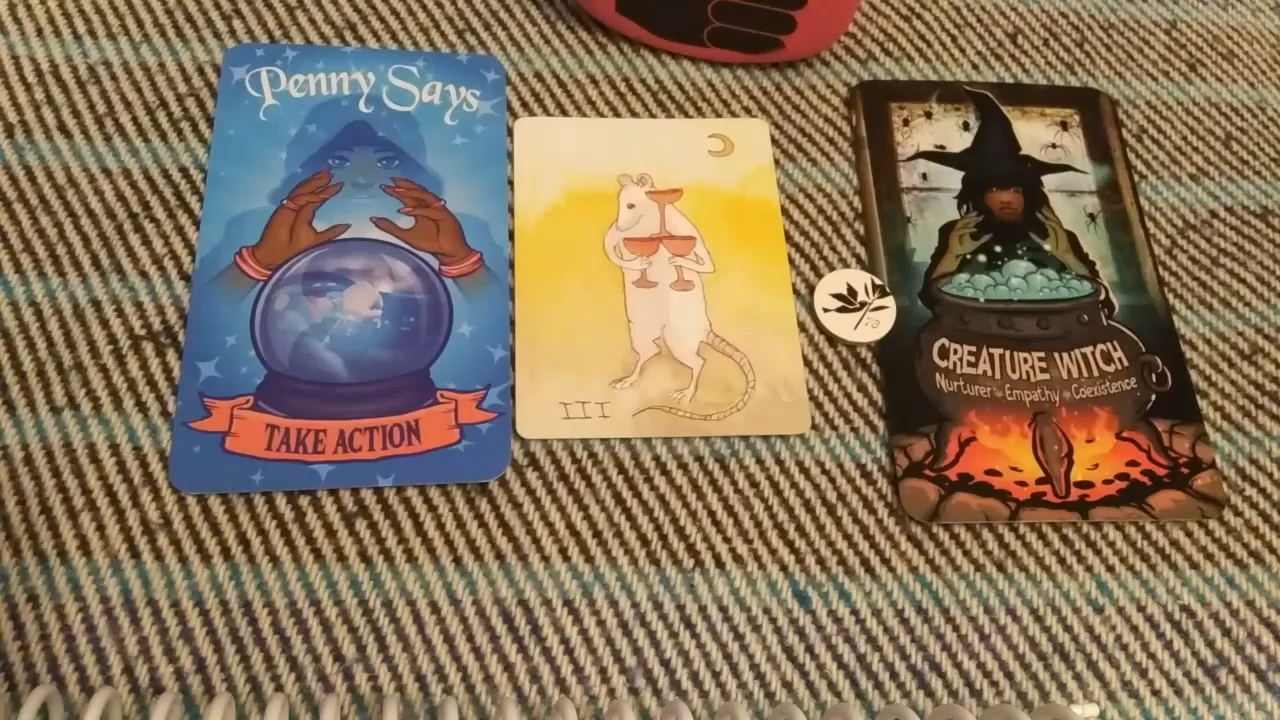 Penny Says
TAKE ACTION
III
CREATURE WITCH
Nurturer Empathy Coexistence